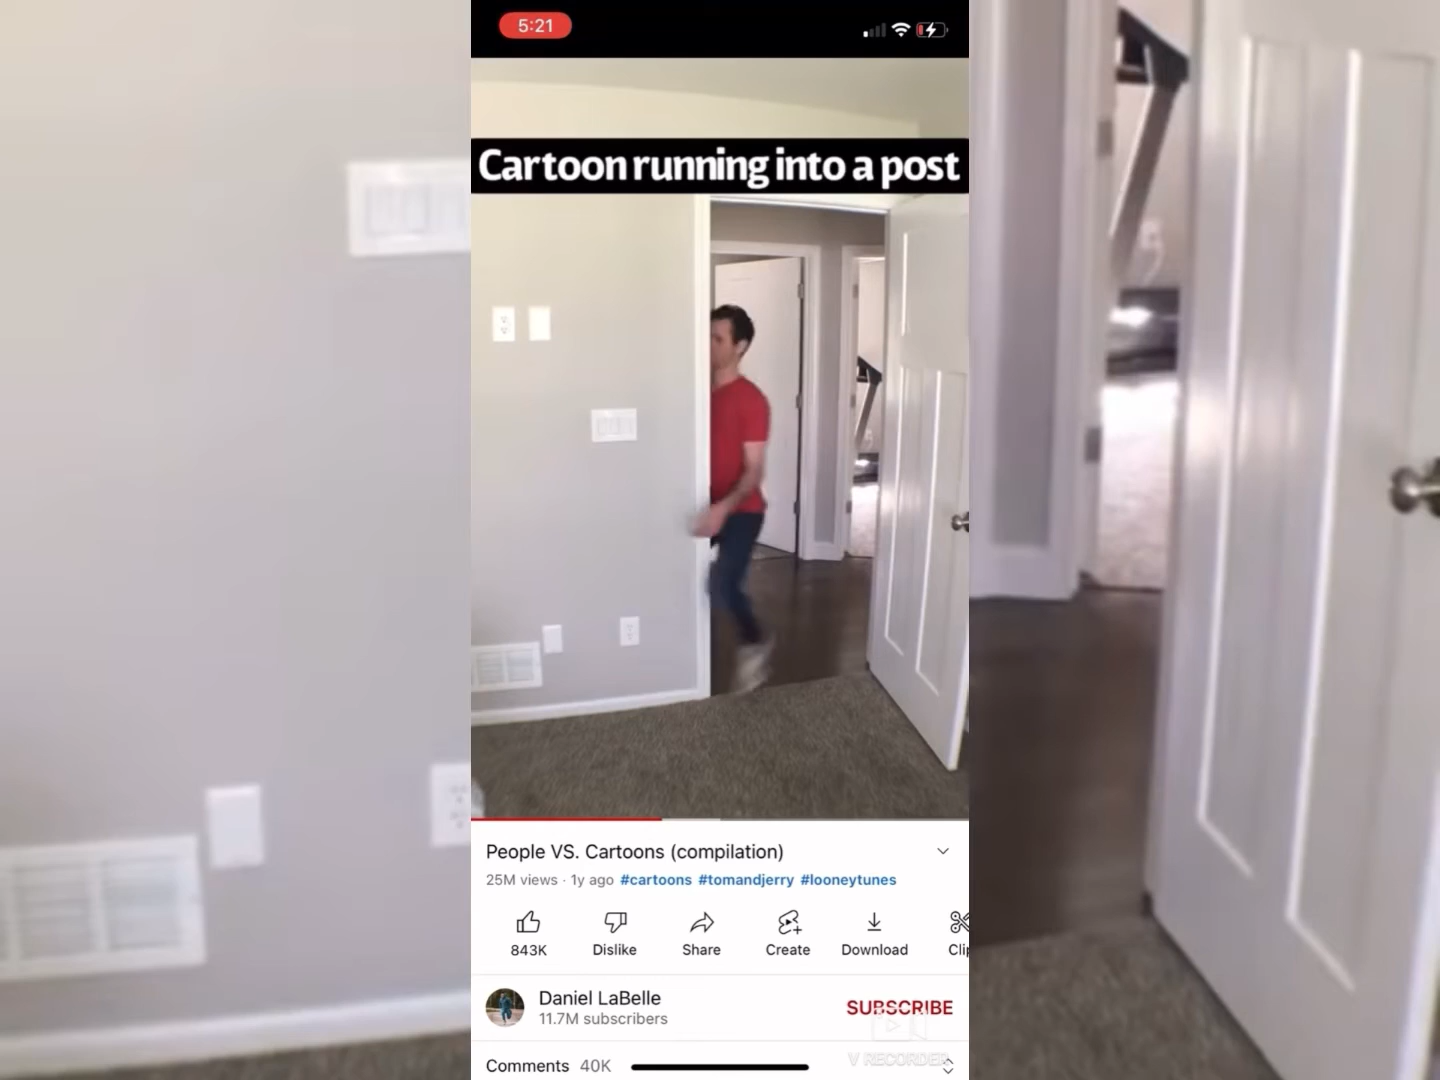 5:21
Cartoon running into a post
People VS. Cartoons (compilation)
25M views · 1y ago #cartoons #tomandjerry #looneytunes
843K Dislike Share Create Download Clip
Daniel LaBelle
11.7M subscribers
SUBSCRIBE
V RECORDER
Comments 40K